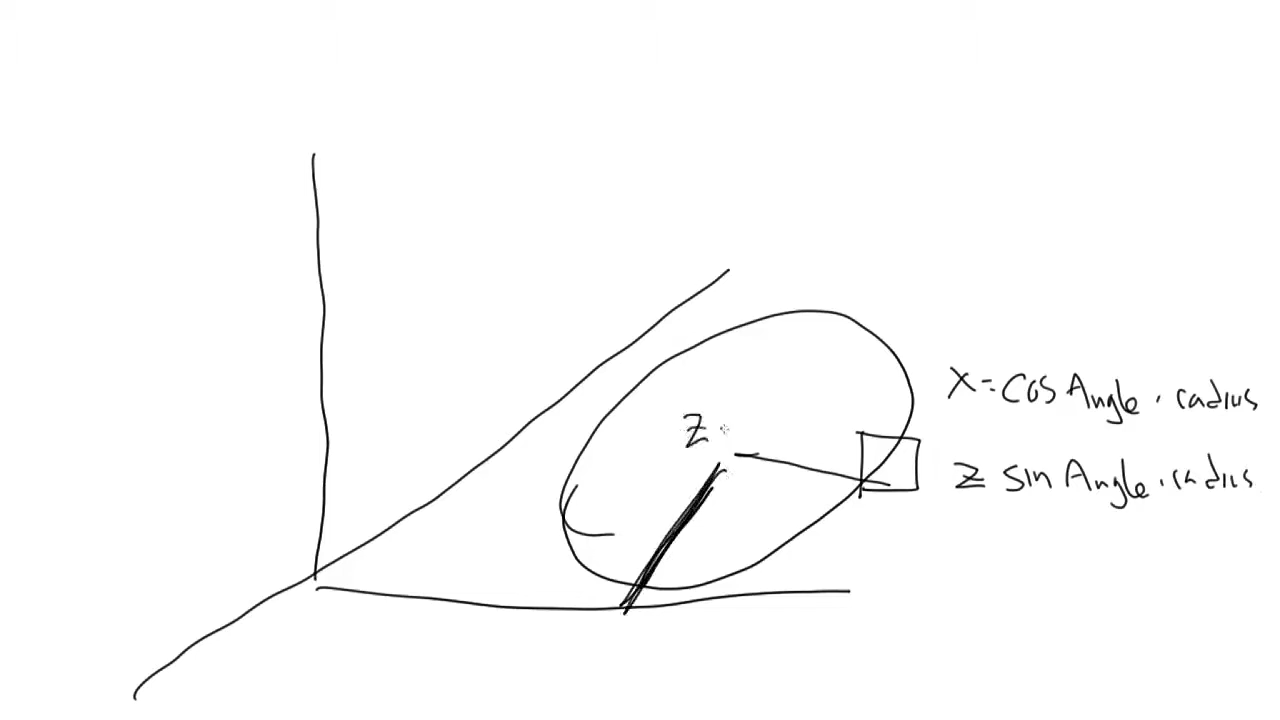 X = Cos Angle . radius
Z
Z sin Angle . radius